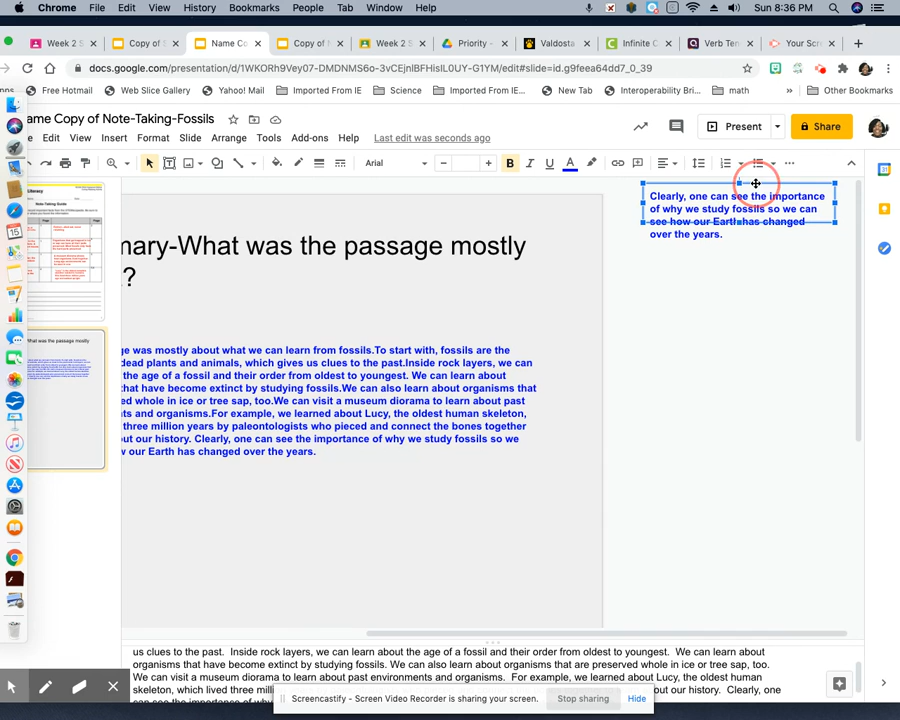 Chrome File Edit View History Bookmarks People Tab Window Help Sun 8:36 PM
Week 2 S Copy of S Name Co Copy of N Week 2 S Priority - Valdosta Infinite C Verb Ten Your Scre
docs.google.com/presentation/d/1WKORh9Vey07-DMDNMS6o-3vCEjnlBFHisIL0UY-G1YM/edit#slide=id.g9feea64dd7_0_39
pps Free Hotmail Web Slice Gallery Yahoo! Mail Imported From IE Science Imported From IE... New Tab Interoperability Bri... math » Other Bookmarks
ame Copy of Note-Taking-Fossils
Present Share
Edit View Insert Format Slide Arrange Tools Add-ons Help Last edit was seconds ago
Arial B I U A
Clearly, one can see the importance
of why we study fossils so we can
see how our Earth has changed
over the years.
Literacy
Note-Taking Guide
mary-What was the passage mostly
?
What was the passage mostly
ge was mostly about what we can learn from fossils.To start with, fossils are the
dead plants and animals, which gives us clues to the past.Inside rock layers, we can
the age of a fossil and their order from oldest to youngest. We can learn about
that have become extinct by studying fossils.We can also learn about organisms that
ed whole in ice or tree sap, too.We can visit a museum diorama to learn about past
ts and organisms.For example, we learned about Lucy, the oldest human skeleton,
three million years by paleontologists who pieced and connect the bones together
out our history. Clearly, one can see the importance of why we study fossils so we
w our Earth has changed over the years.
us clues to the past. Inside rock layers, we can learn about the age of a fossil and their order from oldest to youngest. We can learn about
organisms that have become extinct by studying fossils. We can also learn about organisms that are preserved whole in ice or tree sap, too.
We can visit a museum diorama to learn about past environments and organisms. For example, we learned about Lucy, the oldest human
skeleton, which lived three mill out our history. Clearly, one
Screencastify - Screen Video Recorder is sharing your screen. Stop sharing Hide